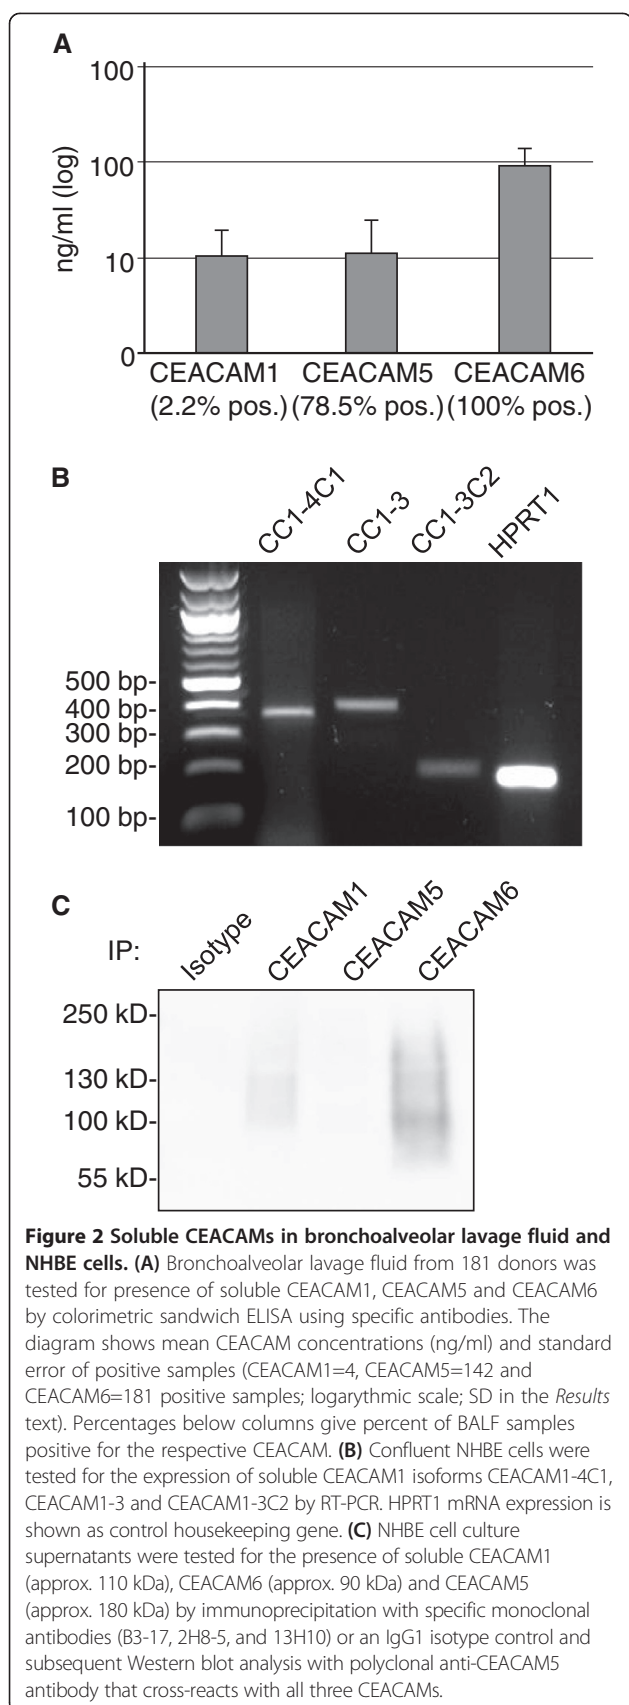 A
100
100
10
0
ng/ml (log)
CEACAM1 CEACAM5 CEACAM6
(2.2% pos.) (78.5% pos.) (100% pos.)
B
CC1-4C1 CC1-3 CC1-3C2 HPRT1
500 bp-
400 bp-
300 bp-
200 bp-
100 bp-
C
IP: Isotype CEACAM1 CEACAM5 CEACAM6
250 kD-
130 kD-
100 kD-
55 kD-
Figure 2 Soluble CEACAMs in bronchoalveolar lavage fluid and
NHBE cells. (A) Bronchoalveolar lavage fluid from 181 donors was
tested for presence of soluble CEACAM1, CEACAM5 and CEACAM6
by colorimetric sandwich ELISA using specific antibodies. The
diagram shows mean CEACAM concentrations (ng/ml) and standard
error of positive samples (CEACAM1=4, CEACAM5=142 and
CEACAM6=181 positive samples; logarythmic scale; SD in the Results
text). Percentages below columns give percent of BALF samples
positive for the respective CEACAM. (B) Confluent NHBE cells were
tested for the expression of soluble CEACAM1 isoforms CEACAM1-4C1,
CEACAM1-3 and CEACAM1-3C2 by RT-PCR. HPRT1 mRNA expression is
shown as control housekeeping gene. (C) NHBE cell culture
supernatants were tested for the presence of soluble CEACAM1
(approx. 110 kDa), CEACAM6 (approx. 90 kDa) and CEACAM5
(approx. 180 kDa) by immunoprecipitation with specific monoclonal
antibodies (B3-17, 2H8-5, and 13H10) or an IgG1 isotype control and
subsequent Western blot analysis with polyclonal anti-CEACAM5
antibody that cross-reacts with all three CEACAMs.